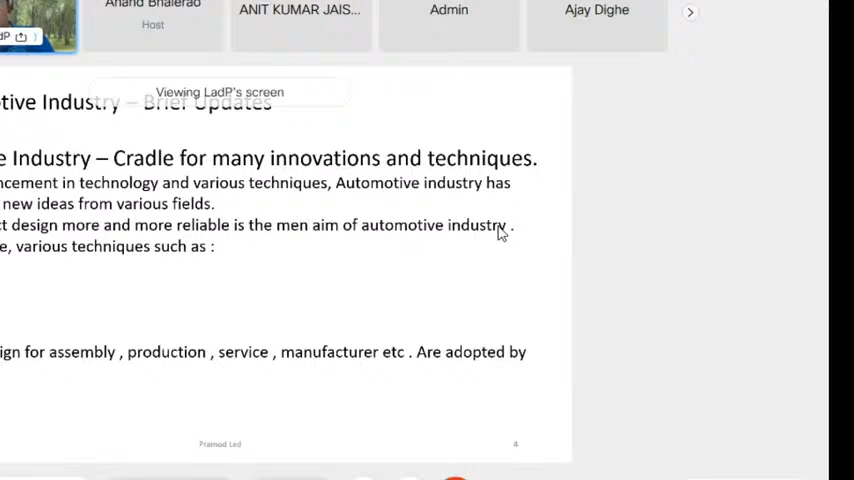 Anand Bhalerao
ANIT KUMAR JAIS...
Admin
Ajay Dighe
Host
Viewing LadP's screen
tive Industry – Brief Updates
e Industry – Cradle for many innovations and techniques.
ncement in technology and various techniques, Automotive industry has
new ideas from various fields.
ct design more and more reliable is the men aim of automotive industry .
e, various techniques such as :
ign for assembly , production , service , manufacturer etc . Are adopted by
Pramod Lad
4